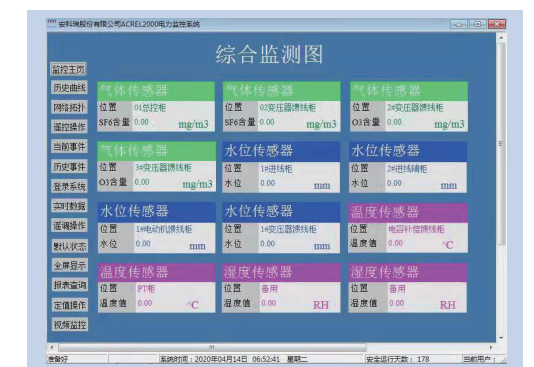 安科瑞股份有限公司ACREL2000电力监控系统
综合监测图
监控主页
历史曲线
网络拓扑
遥控操作
当前事件
历史事件
登录系统
实时数据
遥调操作
默认状态
全屏显示
报表查询
定值操作
视频监控
气体传感器
位置 01总控柜
SF6含量 0.00 mg/m3
气体传感器
位置 02变压器馈线柜
SF6含量 0.00 mg/m3
气体传感器
位置 2#变压器馈线柜
O3含量 0.00 mg/m3
气体传感器
位置 3#变压器馈线柜
O3含量 0.00 mg/m3
水位传感器
位置 1#进线柜
水位 0.00 mm
水位传感器
位置 2#进线辅柜
水位 0.00 mm
水位传感器
位置 1#电动机馈线柜
水位 0.00 mm
水位传感器
位置 1#变压器馈线柜
水位 0.00 mm
温度传感器
位置 电容补偿馈线柜
温度值 0.00 ^C
温度传感器
位置 PT柜
温度值 0.00 ^C
湿度传感器
位置 备用
湿度值 0.00 RH
湿度传感器
位置 备用
湿度值 0.00 RH
准备好 系统时间：2020年04月14日 06:52:41 星期二 安全运行天数：178 当前用户：